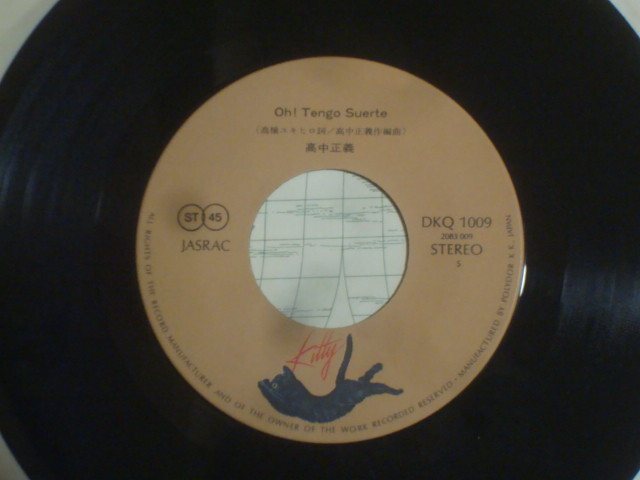 Oh! Tengo Suerte
(高橋ユキヒロ詞/高中正義作編曲)
高中正義
ST 45
JASRAC
DKQ 1009
2083 009
STEREO
S
Kitty
ALL RIGHTS OF THE RECORD MANUFACTURER AND OF THE OWNER OF THE WORK RECORDED RESERVED - MANUFACTURED BY POLYDOR K.K. JAPAN